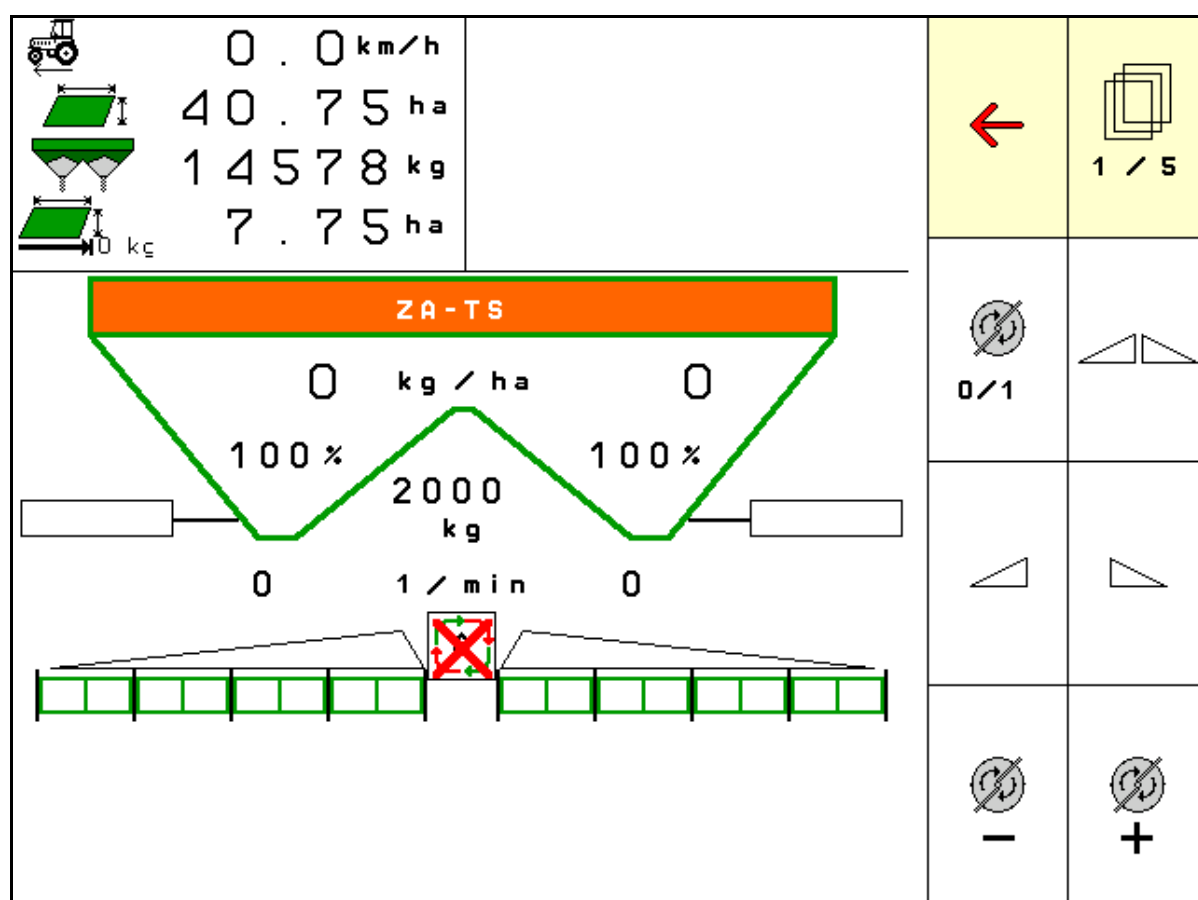 0.0 km/h
40.75 ha
14578 kg
7.75 ha
0 kg
1 / 5
ZA-TS
0 kg/ha 0
0/1
100% 100%
2000
kg
0 1/min 0
−
+